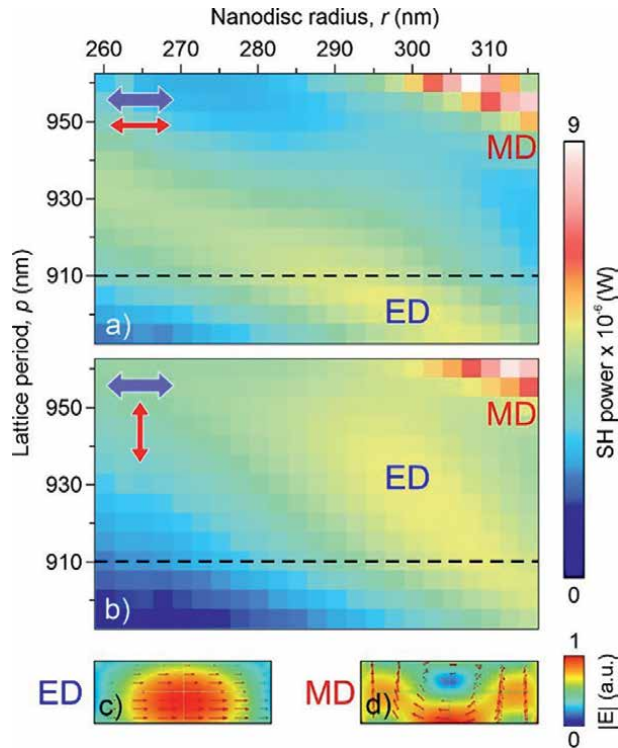 Nanodisc radius, r (nm)
260 270 280 290 300 310
950
930
910
MD
ED
a)
Lattice period, p (nm)
950
930
910
MD
ED
b)
9
SH power x 10⁻⁶ (W)
0
ED
c)
MD
d)
1
|E| (a.u.)
0